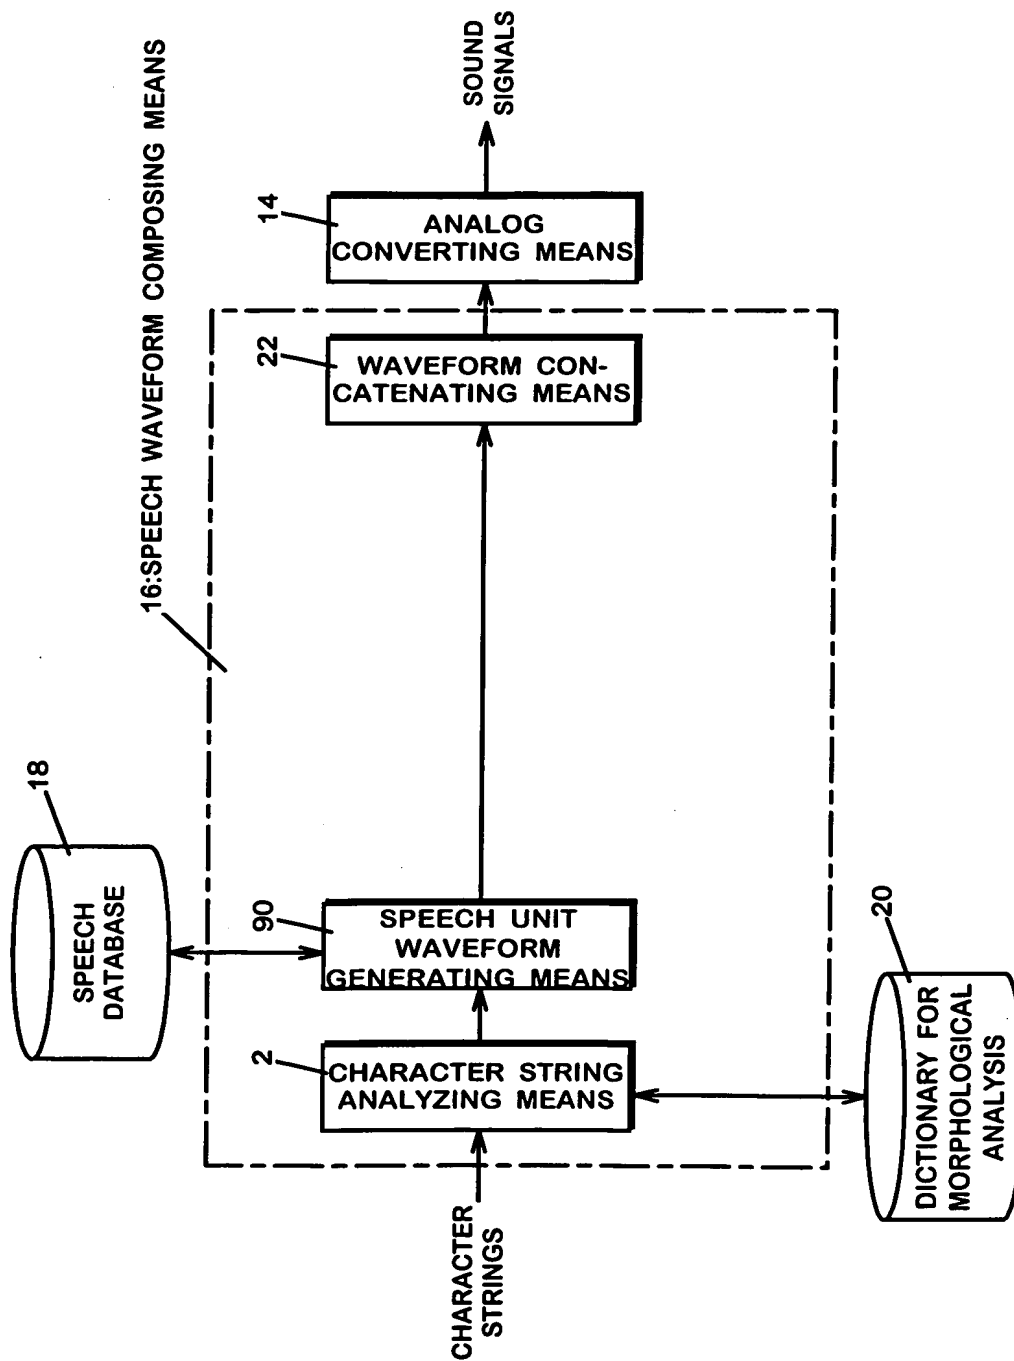 16:SPEECH WAVEFORM COMPOSING MEANS
18
SPEECH
DATABASE
CHARACTER
STRINGS
2
CHARACTER STRING
ANALYZING MEANS
90
SPEECH UNIT
WAVEFORM
GENERATING MEANS
22
WAVEFORM CON-
CATENATING MEANS
14
ANALOG
CONVERTING MEANS
SOUND
SIGNALS
20
DICTIONARY FOR
MORPHOLOGICAL
ANALYSIS